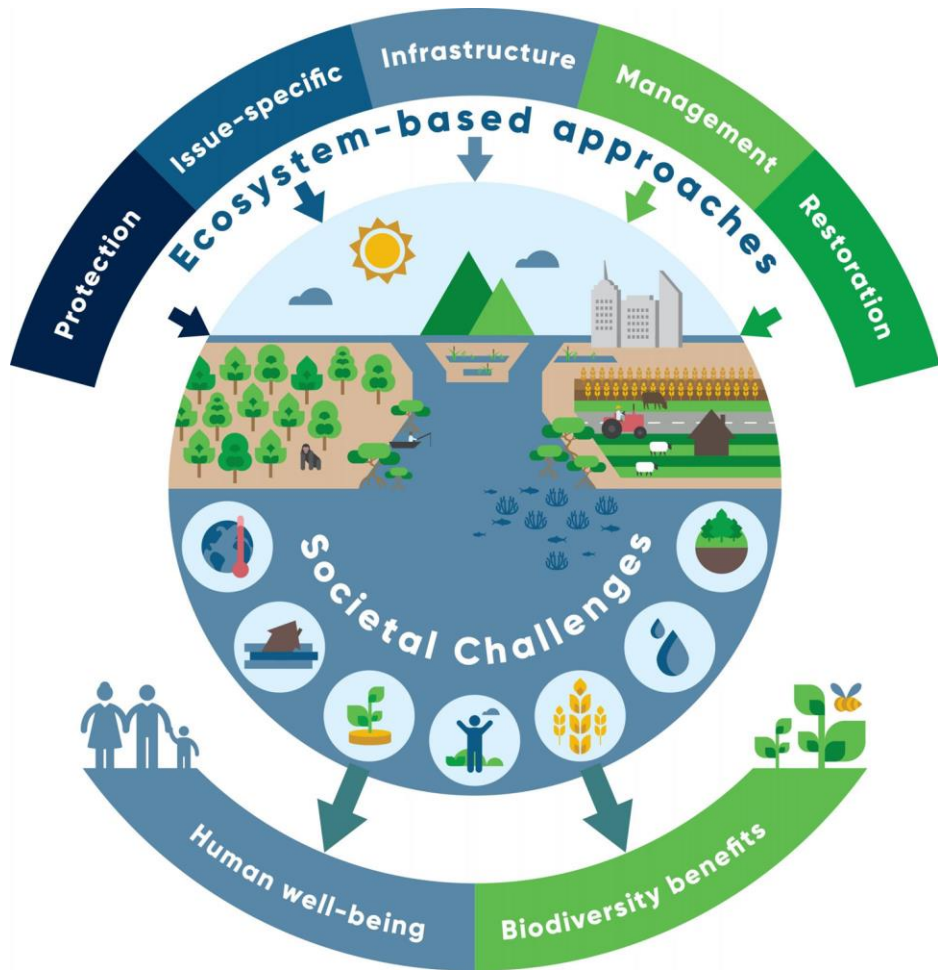 Protection
Issue-specific
Infrastructure
Management
Restoration
Ecosystem-based approaches
Societal Challenges
Human well-being
Biodiversity benefits